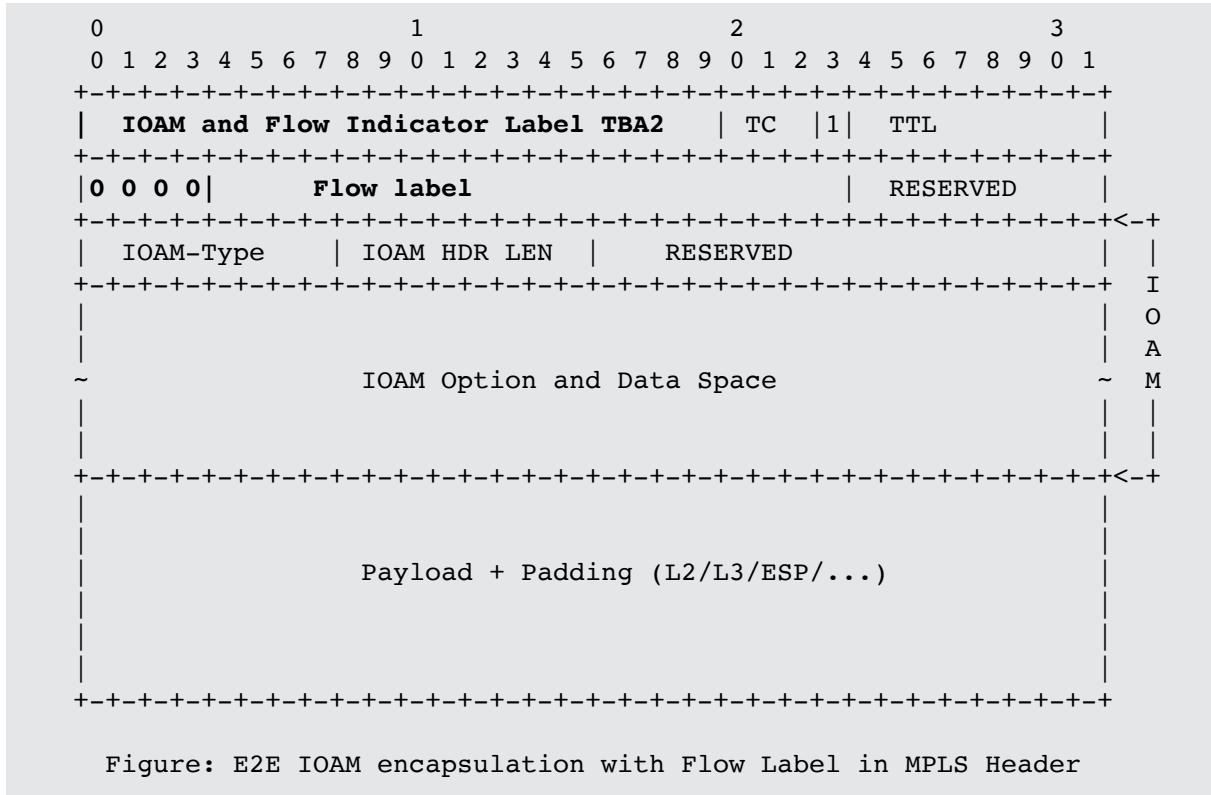 0                   1                   2                   3
0 1 2 3 4 5 6 7 8 9 0 1 2 3 4 5 6 7 8 9 0 1 2 3 4 5 6 7 8 9 0 1
+-+-+-+-+-+-+-+-+-+-+-+-+-+-+-+-+-+-+-+-+-+-+-+-+-+-+-+-+-+-+-+-+
|  IOAM and Flow Indicator Label TBA2   | TC  |1|  TTL          |
+-+-+-+-+-+-+-+-+-+-+-+-+-+-+-+-+-+-+-+-+-+-+-+-+-+-+-+-+-+-+-+-+
|0 0 0 0|      Flow label                       |  RESERVED     |
+-+-+-+-+-+-+-+-+-+-+-+-+-+-+-+-+-+-+-+-+-+-+-+-+-+-+-+-+-+-+-+-+<-+
|  IOAM-Type    | IOAM HDR LEN  |    RESERVED                   |  |
+-+-+-+-+-+-+-+-+-+-+-+-+-+-+-+-+-+-+-+-+-+-+-+-+-+-+-+-+-+-+-+-+  I
|                                                               |  O
|                                                               |  A
~                 IOAM Option and Data Space                    ~  M
|                                                               |  |
|                                                               |  |
+-+-+-+-+-+-+-+-+-+-+-+-+-+-+-+-+-+-+-+-+-+-+-+-+-+-+-+-+-+-+-+-+<-+
|                                                               |
|                                                               |
|                 Payload + Padding (L2/L3/ESP/...)             |
|                                                               |
|                                                               |
|                                                               |
+-+-+-+-+-+-+-+-+-+-+-+-+-+-+-+-+-+-+-+-+-+-+-+-+-+-+-+-+-+-+-+-+
Figure: E2E IOAM encapsulation with Flow Label in MPLS Header